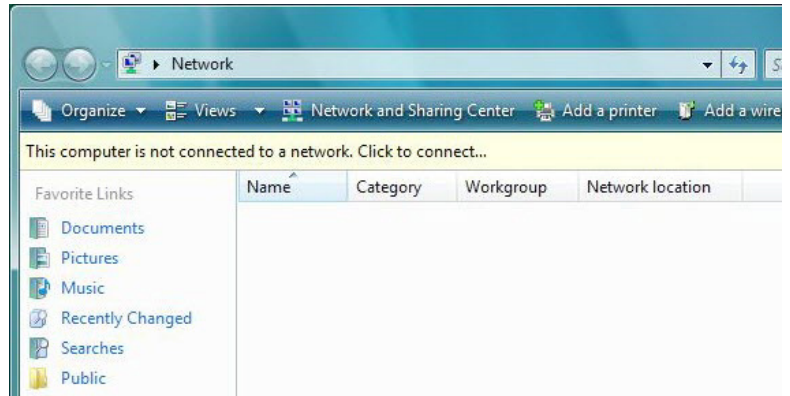 Network
Organize Views Network and Sharing Center Add a printer Add a wire
This computer is not connected to a network. Click to connect...
Favorite Links
Name Category Workgroup Network location
Documents
Pictures
Music
Recently Changed
Searches
Public